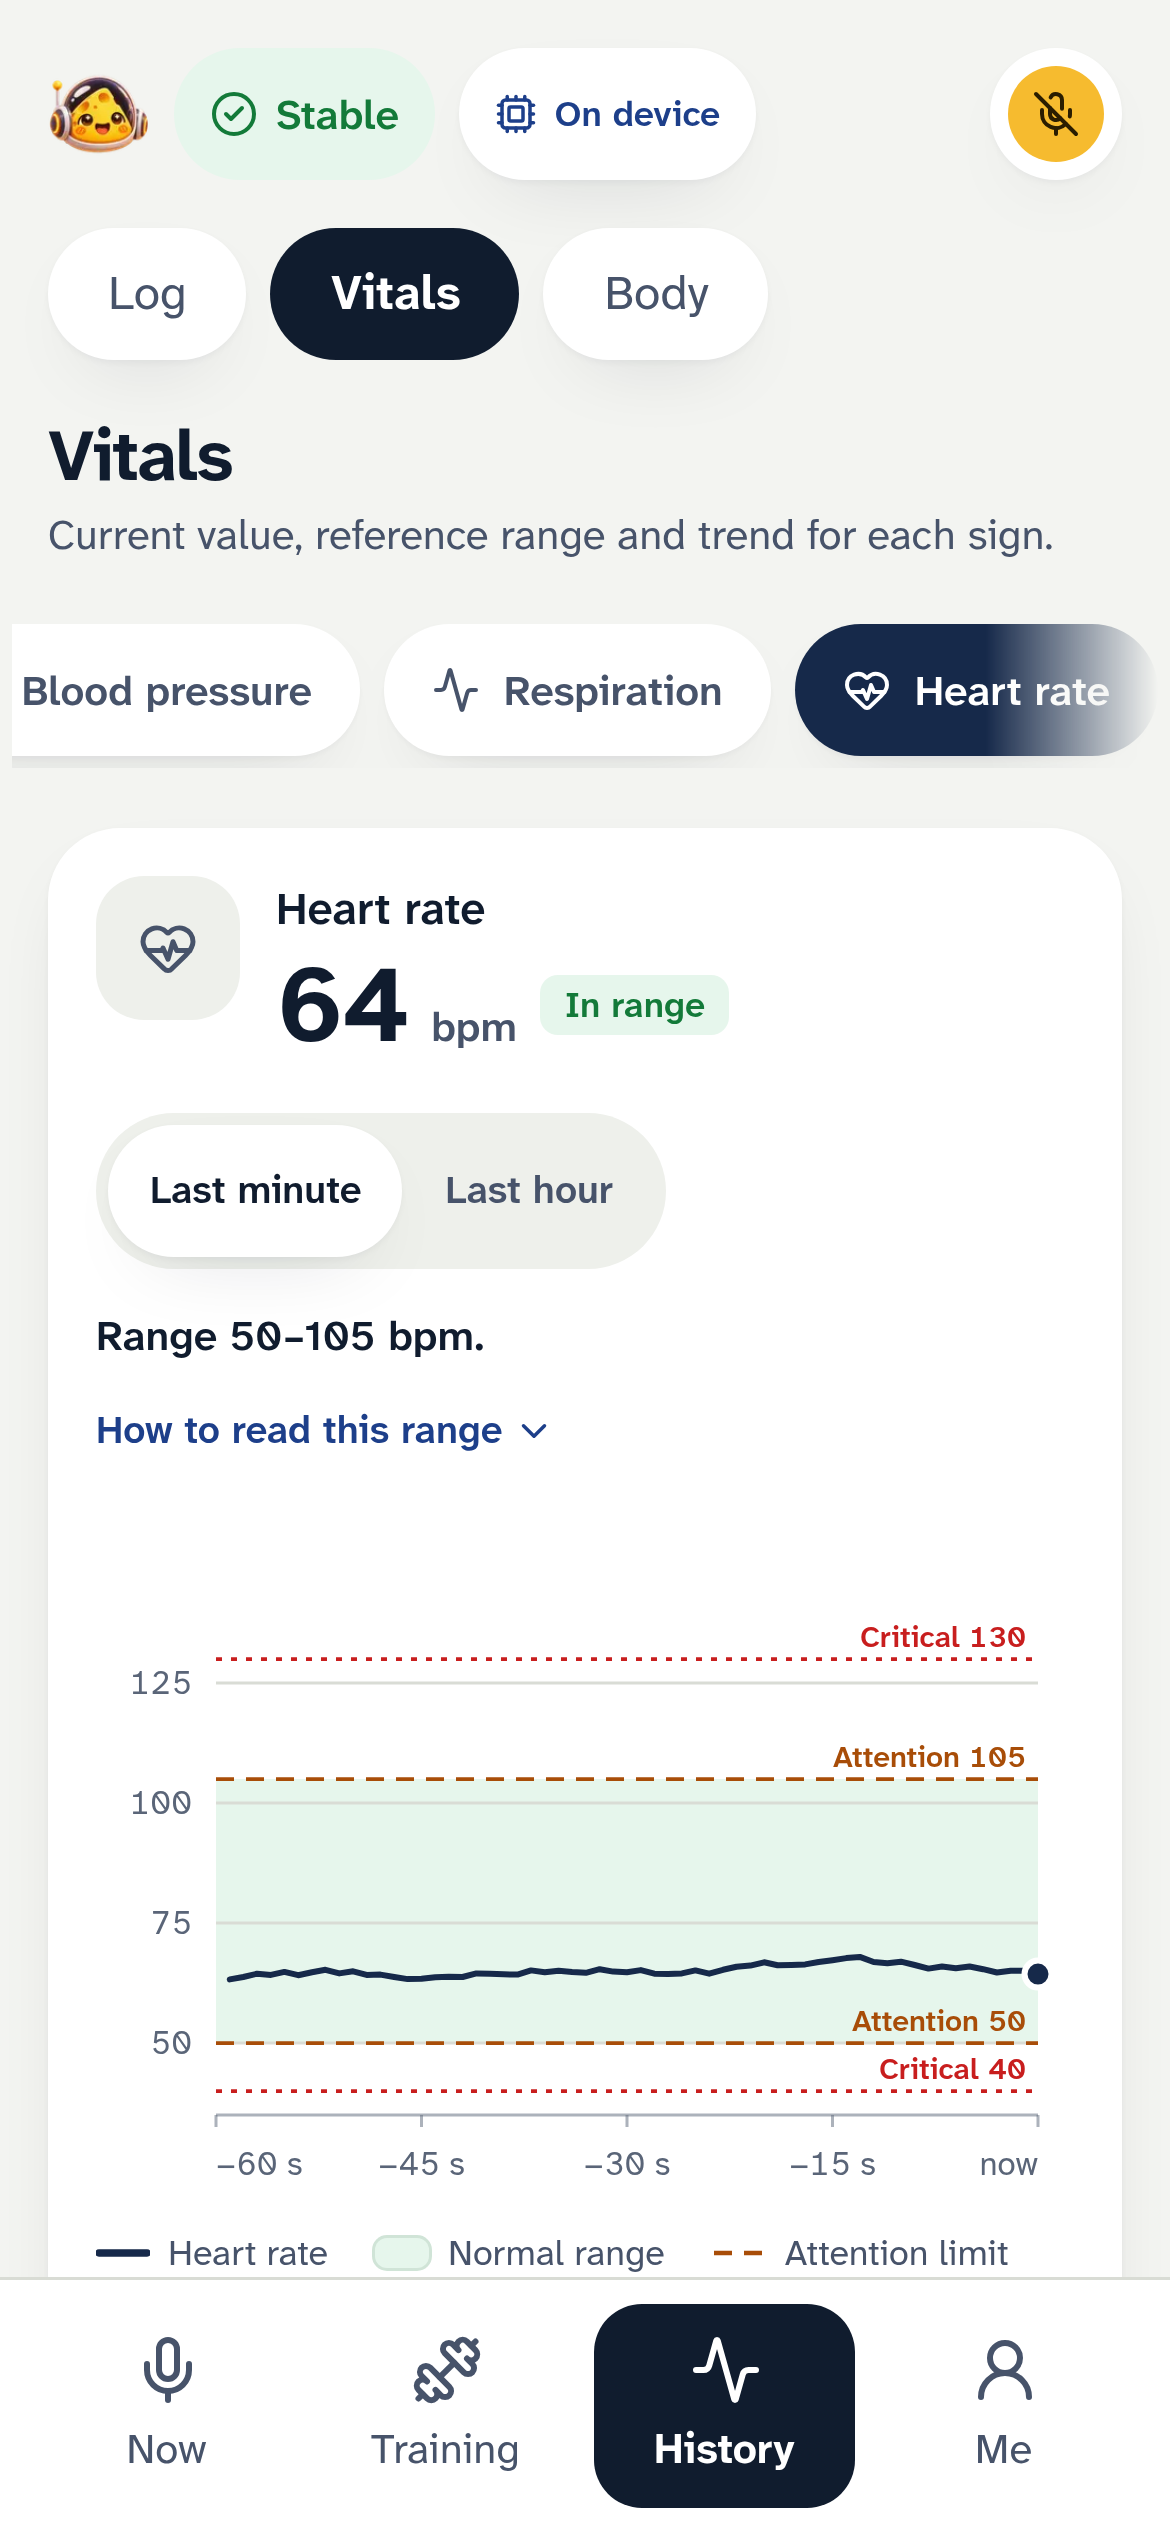 Stable
On device
Log
Vitals
Body
Vitals
Current value, reference range and trend for each sign.
Blood pressure
Respiration
Heart rate
Heart rate
64 bpm
In range
Last minute
Last hour
Range 50–105 bpm.
How to read this range
Critical 130
125
Attention 105
100
75
Attention 50
50
Critical 40
−60 s
−45 s
−30 s
−15 s
now
Heart rate
Normal range
Attention limit
Now
Training
History
Me